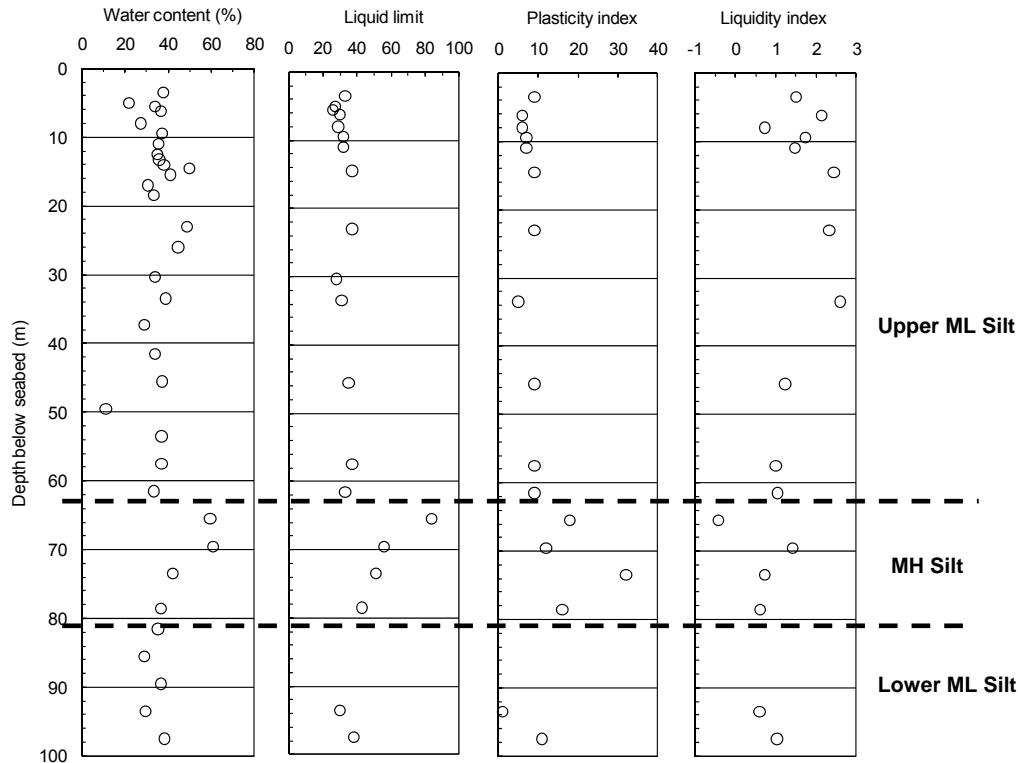 Water content (%)
Liquid limit
Plasticity index
Liquidity index
0 20 40 60 80
0 20 40 60 80 100
0 10 20 30 40
-1 0 1 2 3
0
10
20
30
40
50
60
70
80
90
100
Depth below seabed (m)
Upper ML Silt
MH Silt
Lower ML Silt